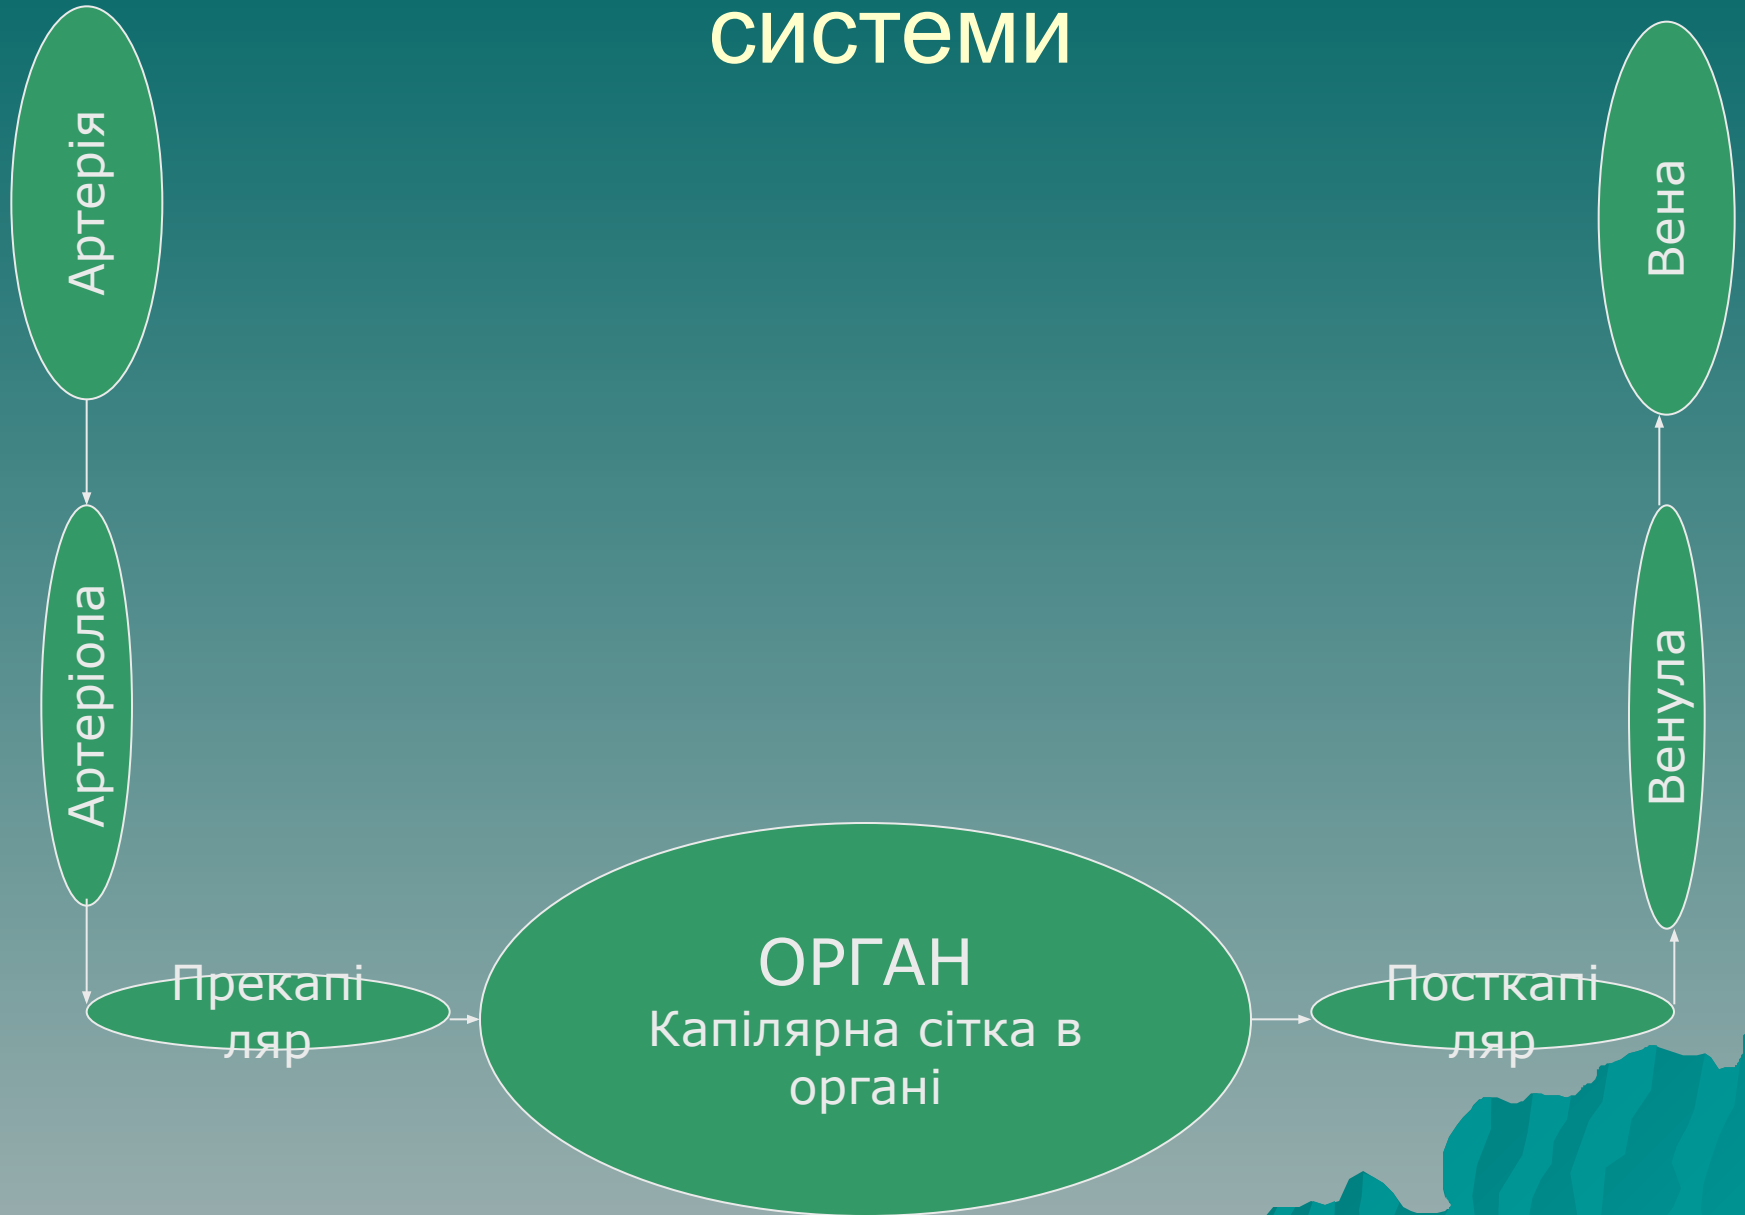 системи
Артерія
Вена
Артеріола
Венула
Прекапі
ляр
ОРГАН
Капілярна сітка в
органі
Посткапі
ляр